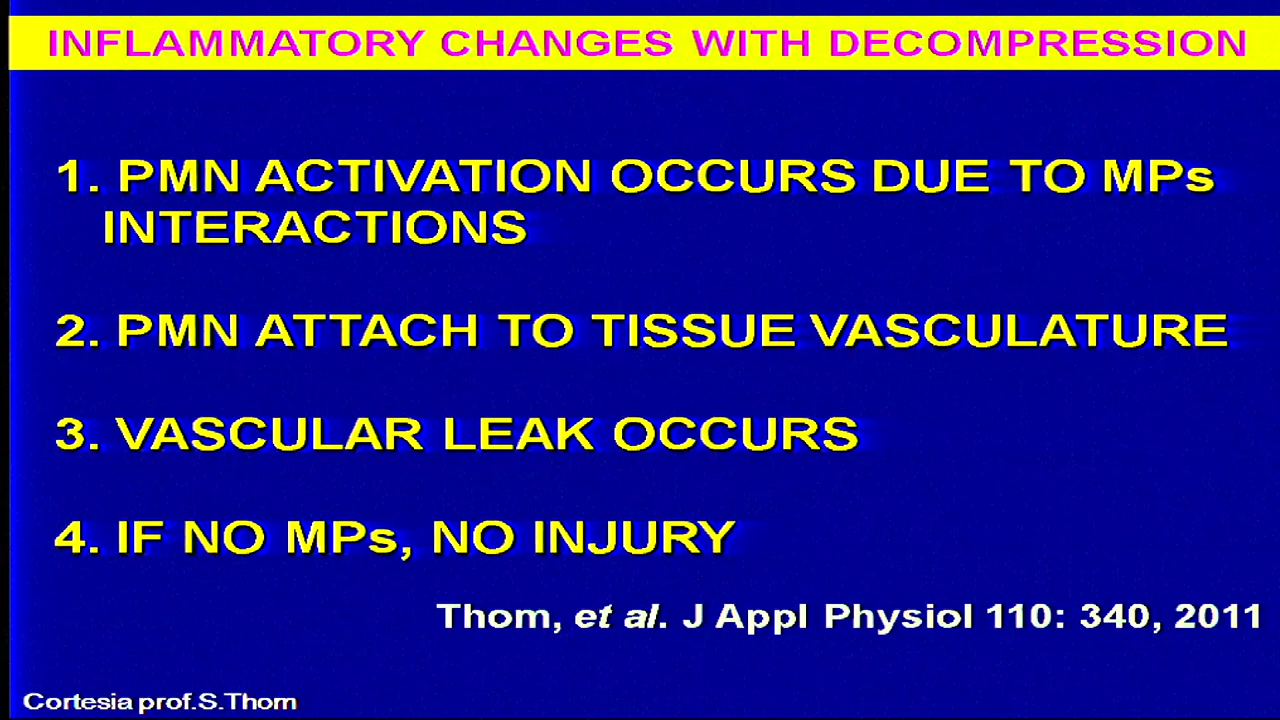 INFLAMMATORY CHANGES WITH DECOMPRESSION
1. PMN ACTIVATION OCCURS DUE TO MPs
INTERACTIONS
2. PMN ATTACH TO TISSUE VASCULATURE
3. VASCULAR LEAK OCCURS
4. IF NO MPs, NO INJURY
Thom, et al. J Appl Physiol 110: 340, 2011
Cortesia prof.S.Thom